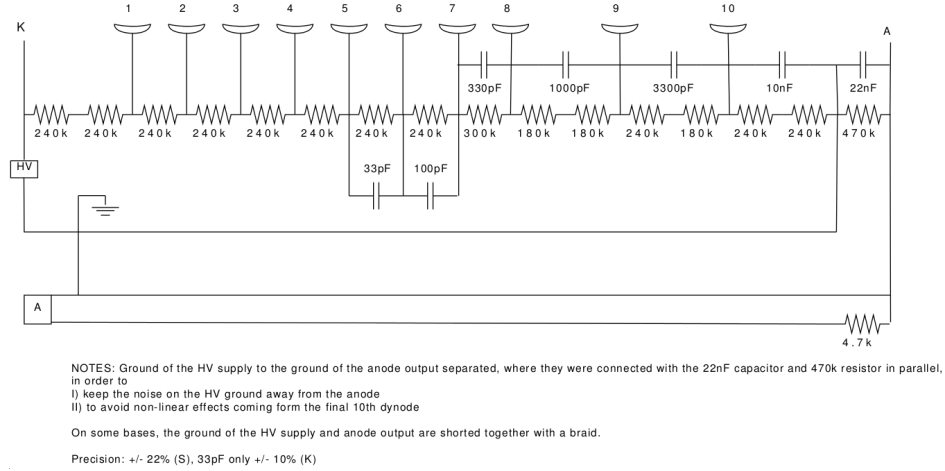 1 2 3 4 5 6 7 8 9 10
K
A
330pF 1000pF 3300pF 10nF 22nF
240k 240k 240k 240k 240k 240k 240k 240k 300k 180k 180k 240k 180k 240k 240k 470k
HV
33pF 100pF
A
4.7k
NOTES: Ground of the HV supply to the ground of the anode output separated, where they were connected with the 22nF capacitor and 470k resistor in parallel,
in order to
I) keep the noise on the HV ground away from the anode
II) to avoid non-linear effects coming form the final 10th dynode
On some bases, the ground of the HV supply and anode output are shorted together with a braid.
Precision: +/- 22% (S), 33pF only +/- 10% (K)